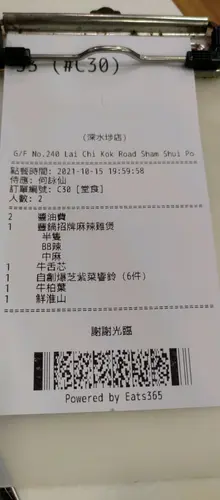 (#C30)
(深水埗店)
G/F No.240 Lai Chi Kok Road Sham Shui Po
點餐時間: 2021-10-15 19:59:58
侍應: 何詠仙
訂單編號: C30 [堂食]
人數: 2
2 醬油費
1 豐鍋招牌麻辣雞煲
半隻
BB辣
中麻
1 牛舌芯
1 自創爆芝紫菜響鈴 (6件)
1 牛柏葉
1 鮮淮山
謝謝光臨
Powered by Eats365